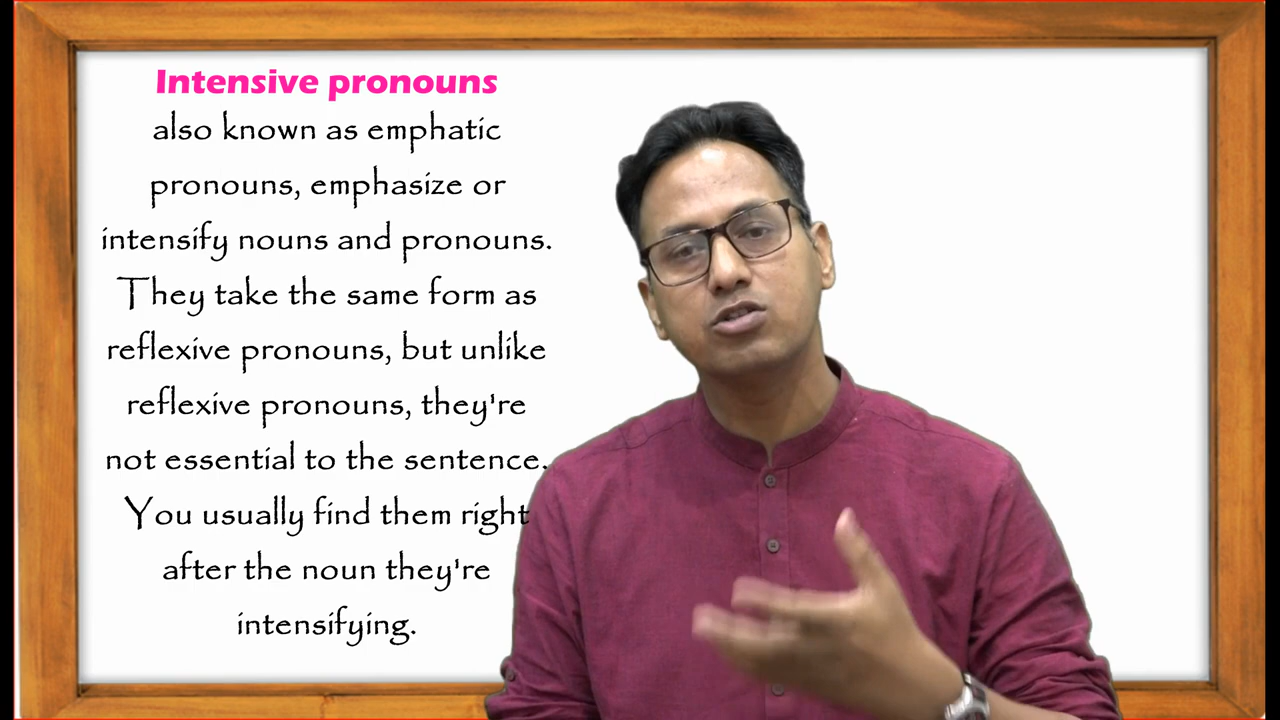 Intensive pronouns
also known as emphatic
pronouns, emphasize or
intensify nouns and pronouns.
They take the same form as
reflexive pronouns, but unlike
reflexive pronouns, they're
not essential to the sentence.
You usually find them right
after the noun they're
intensifying.